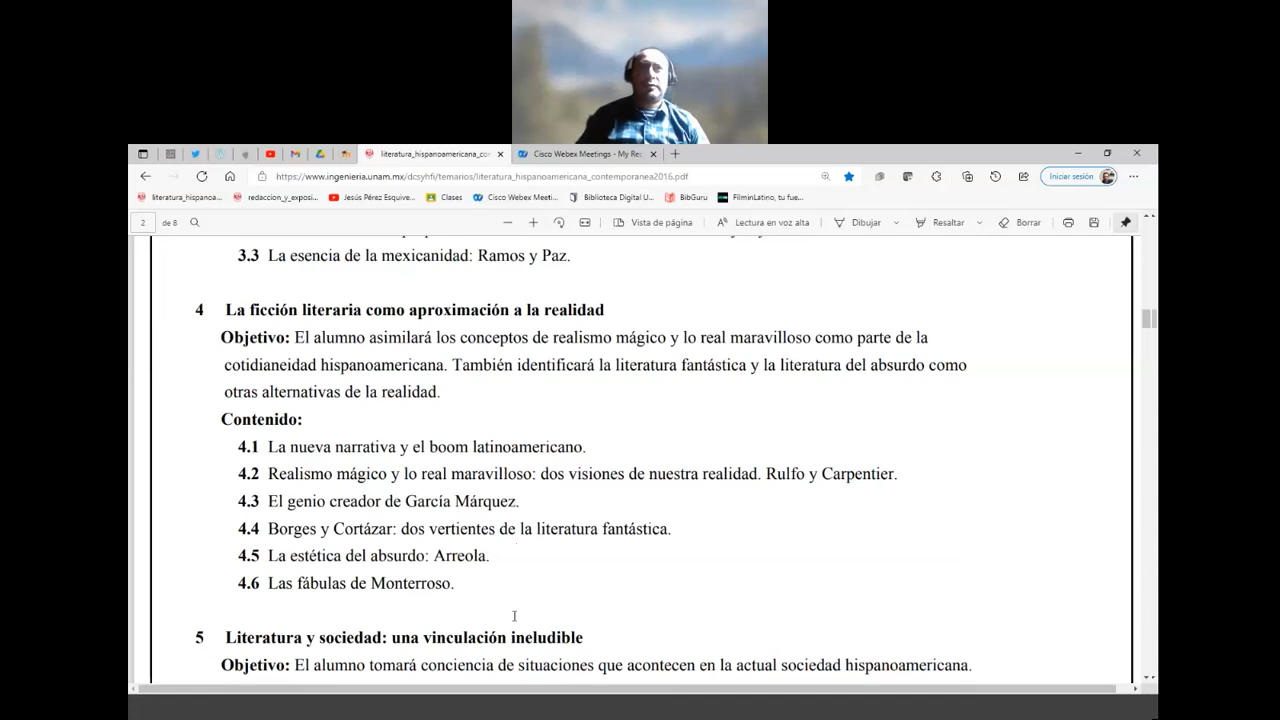 literatura_hispanoamericana_co
Cisco Webex Meetings - My Rec
https://www.ingenieria.unam.mx/dcsyhfi/temarios/literatura_hispanoamericana_contemporanea2016.pdf
Iniciar sesión
literatura_hispanoa...
redaccion_y_exposi...
Jesús Pérez Esquive...
Clases
Cisco Webex Meeti...
Biblioteca Digital U...
BibGuru
FilminLatino, tu fue...
2 de 8
Vista de página
Lectura en voz alta
Dibujar
Resaltar
Borrar
3.3 La esencia de la mexicanidad: Ramos y Paz.
4 La ficción literaria como aproximación a la realidad
Objetivo: El alumno asimilará los conceptos de realismo mágico y lo real maravilloso como parte de la
cotidianeidad hispanoamericana. También identificará la literatura fantástica y la literatura del absurdo como
otras alternativas de la realidad.
Contenido:
4.1 La nueva narrativa y el boom latinoamericano.
4.2 Realismo mágico y lo real maravilloso: dos visiones de nuestra realidad. Rulfo y Carpentier.
4.3 El genio creador de García Márquez.
4.4 Borges y Cortázar: dos vertientes de la literatura fantástica.
4.5 La estética del absurdo: Arreola.
4.6 Las fábulas de Monterroso.
5 Literatura y sociedad: una vinculación ineludible
Objetivo: El alumno tomará conciencia de situaciones que acontecen en la actual sociedad hispanoamericana.